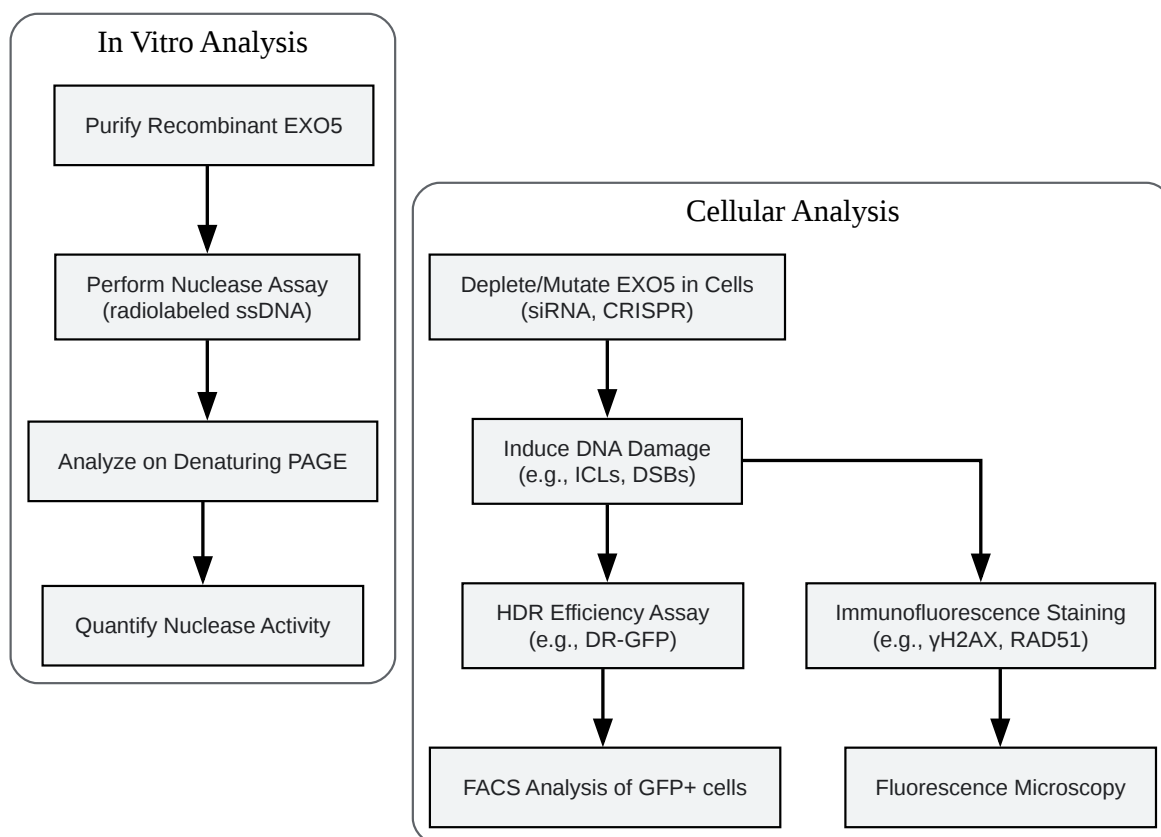 In Vitro Analysis
Purify Recombinant EXO5
Perform Nuclease Assay
(radiolabeled ssDNA)
Analyze on Denaturing PAGE
Quantify Nuclease Activity
Cellular Analysis
Deplete/Mutate EXO5 in Cells
(siRNA, CRISPR)
Induce DNA Damage
(e.g., ICLs, DSBs)
HDR Efficiency Assay
(e.g., DR-GFP)
Immunofluorescence Staining
(e.g., γH2AX, RAD51)
FACS Analysis of GFP+ cells
Fluorescence Microscopy